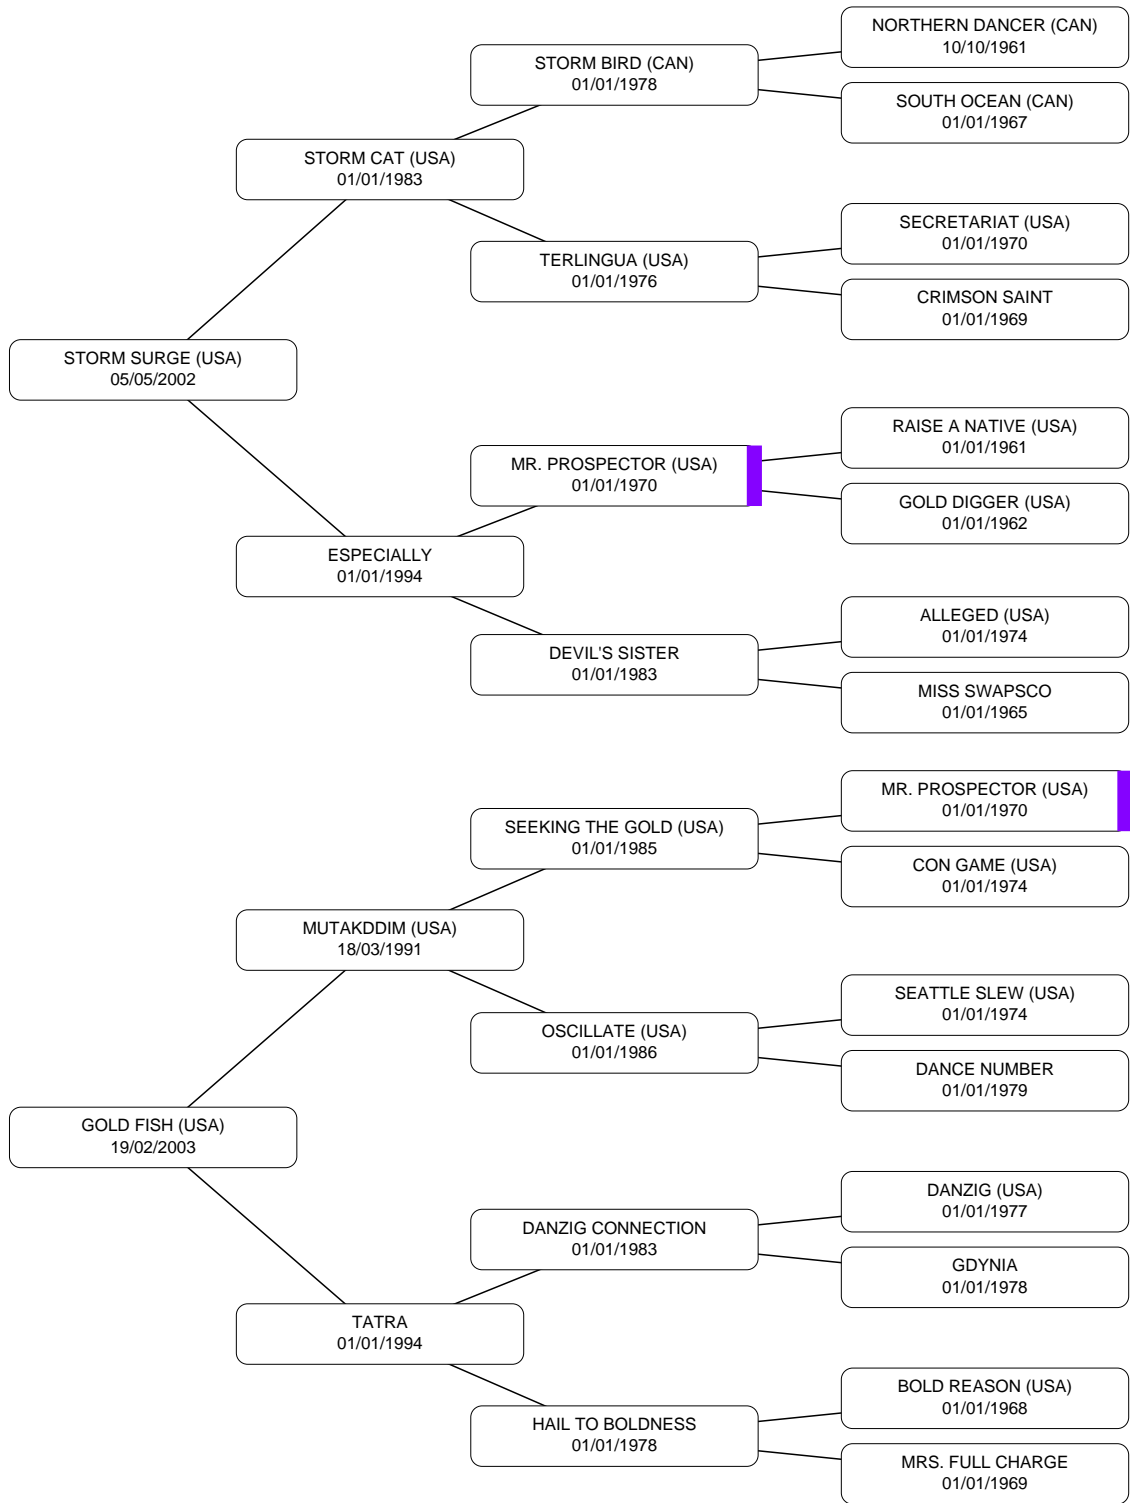 NORTHERN DANCER (CAN)
10/10/1961
STORM BIRD (CAN)
01/01/1978
SOUTH OCEAN (CAN)
01/01/1967
STORM CAT (USA)
01/01/1983
SECRETARIAT (USA)
01/01/1970
TERLINGUA (USA)
01/01/1976
CRIMSON SAINT
01/01/1969
STORM SURGE (USA)
05/05/2002
RAISE A NATIVE (USA)
01/01/1961
MR. PROSPECTOR (USA)
01/01/1970
GOLD DIGGER (USA)
01/01/1962
ESPECIALLY
01/01/1994
ALLEGED (USA)
01/01/1974
DEVIL'S SISTER
01/01/1983
MISS SWAPSCO
01/01/1965
MR. PROSPECTOR (USA)
01/01/1970
SEEKING THE GOLD (USA)
01/01/1985
CON GAME (USA)
01/01/1974
MUTAKDDIM (USA)
18/03/1991
SEATTLE SLEW (USA)
01/01/1974
OSCILLATE (USA)
01/01/1986
DANCE NUMBER
01/01/1979
GOLD FISH (USA)
19/02/2003
DANZIG (USA)
01/01/1977
DANZIG CONNECTION
01/01/1983
GDYNIA
01/01/1978
TATRA
01/01/1994
BOLD REASON (USA)
01/01/1968
HAIL TO BOLDNESS
01/01/1978
MRS. FULL CHARGE
01/01/1969